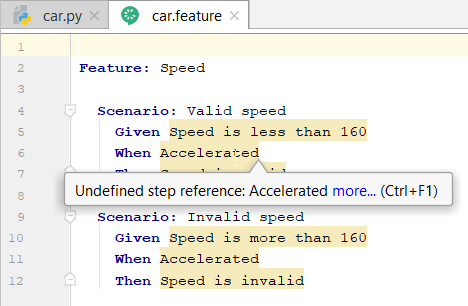 car.py
car.feature
1
2 Feature: Speed
3
4 Scenario: Valid speed
5 Given Speed is less than 160
6 When Accelerated
7
Undefined step reference: Accelerated more... (Ctrl+F1)
8
9 Scenario: Invalid speed
10 Given Speed is more than 160
11 When Accelerated
12 Then Speed is invalid